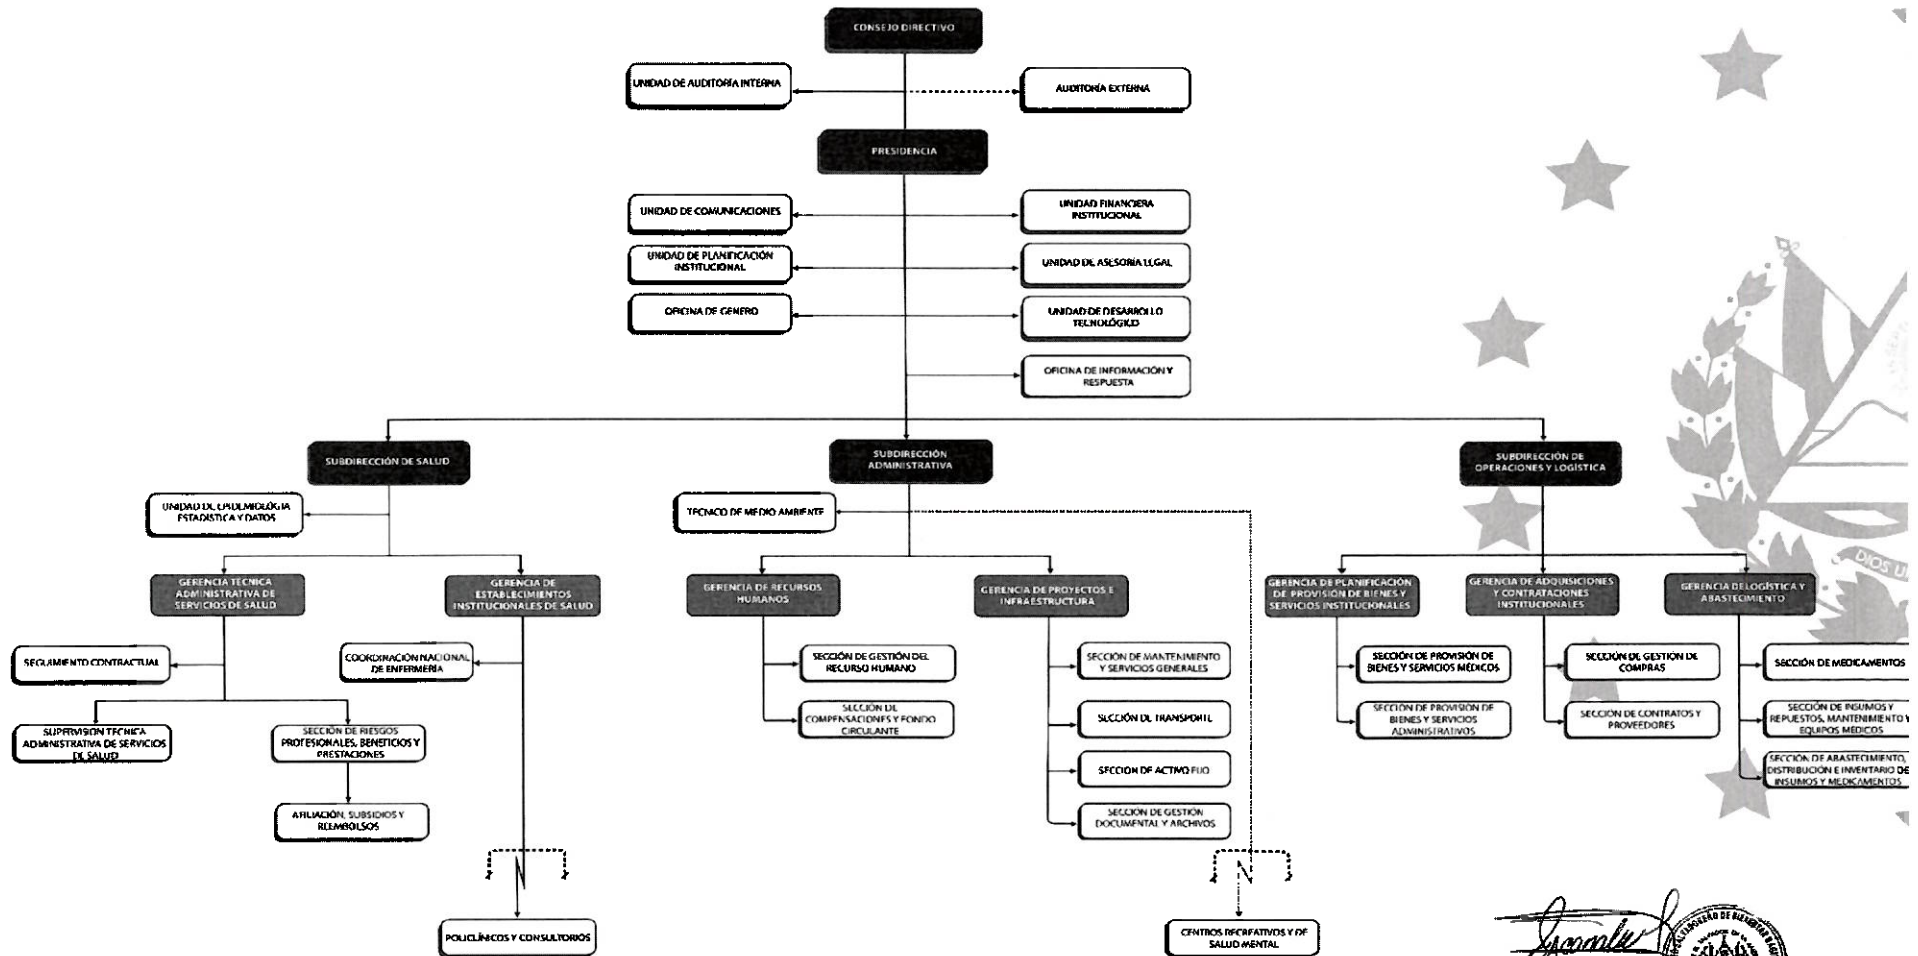 CONSEJO DIRECTIVO
UNIDAD DE AUDITORÍA INTERNA
AUDITORÍA EXTERNA
PRESIDENCIA
UNIDAD DE COMUNICACIONES
UNIDAD FINANCIERA
INSTITUCIONAL
UNIDAD DE PLANIFICACIÓN
INSTITUCIONAL
UNIDAD DE ASESORÍA LEGAL
OFICINA DE GENERO
UNIDAD DE DESARROLLO
TECNOLÓGICO
OFICINA DE INFORMACIÓN Y
RESPUESTA
SUBDIRECCIÓN DE SALUD
SUBDIRECCIÓN
ADMINISTRATIVA
SUBDIRECCIÓN DE
OPERACIONES Y LOGÍSTICA
UNIDAD DE EPIDEMIOLOGIA
ESTADISTICA Y DATOS
TECNICO DE MEDIO AMBIENTE
GERENCIA TECNICA
ADMINISTRATIVA DE
SERVICIOS DE SALUD
GERENCIA DE
ESTABLECIMIENTOS
INSTITUCIONALES DE SALUD
GERENCIA DE RECURSOS
HUMANOS
GERENCIA DE PROYECTOS E
INFRAESTRUCTURA
GERENCIA DE PLANIFICACIÓN
DE PROVISIÓN DE BIENES Y
SERVICIOS INSTITUCIONALES
GERENCIA DE ADQUISICIONES
Y CONTRATACIONES
INSTITUCIONALES
GERENCIA DE LOGÍSTICA Y
ABASTECIMIENTO
SEGUIMIENTO CONTRACTUAL
COORDINACIÓN NACIONAL
DE ENFERMERÍA
SECCIÓN DE GESTIÓN DEL
RECURSO HUMANO
SECCIÓN DE MANTENIMIENTO
Y SERVICIOS GENERALES
SECCIÓN DE PROVISIÓN DE
BIENES Y SERVICIOS MÉDICOS
SECCIÓN DE GESTIÓN DE
COMPRAS
SECCIÓN DE MEDICAMENTOS
SUPERVISION TECNICA
ADMINISTRATIVA DE SERVICIOS
DE SALUD
SECCIÓN DE RIESGOS
PROFESIONALES, BENEFICIOS Y
PRESTACIONES
SECCIÓN DE
COMPENSACIONES Y FONDO
CIRCULANTE
SECCIÓN DE TRANSPORTE
SECCIÓN DE PROVISIÓN DE
BIENES Y SERVICIOS
ADMINISTRATIVOS
SECCIÓN DE CONTRATOS Y
PROVEEDORES
SECCIÓN DE INSUMOS Y
REPUESTOS, MANTENIMIENTO Y
EQUIPOS MÉDICOS
SECCION DE ACTIVO FIJO
SECCIÓN DE ABASTECIMIENTO,
DISTRIBUCIÓN E INVENTARIO DE
INSUMOS Y MEDICAMENTOS
AFILIACIÓN, SUBSIDIOS Y
REEMBOLSOS
SECCIÓN DE GESTIÓN
DOCUMENTAL Y ARCHIVOS
POLICLÍNICOS Y CONSULTORIOS
CENTROS RECREATIVOS Y DE
SALUD MENTAL
DIOS